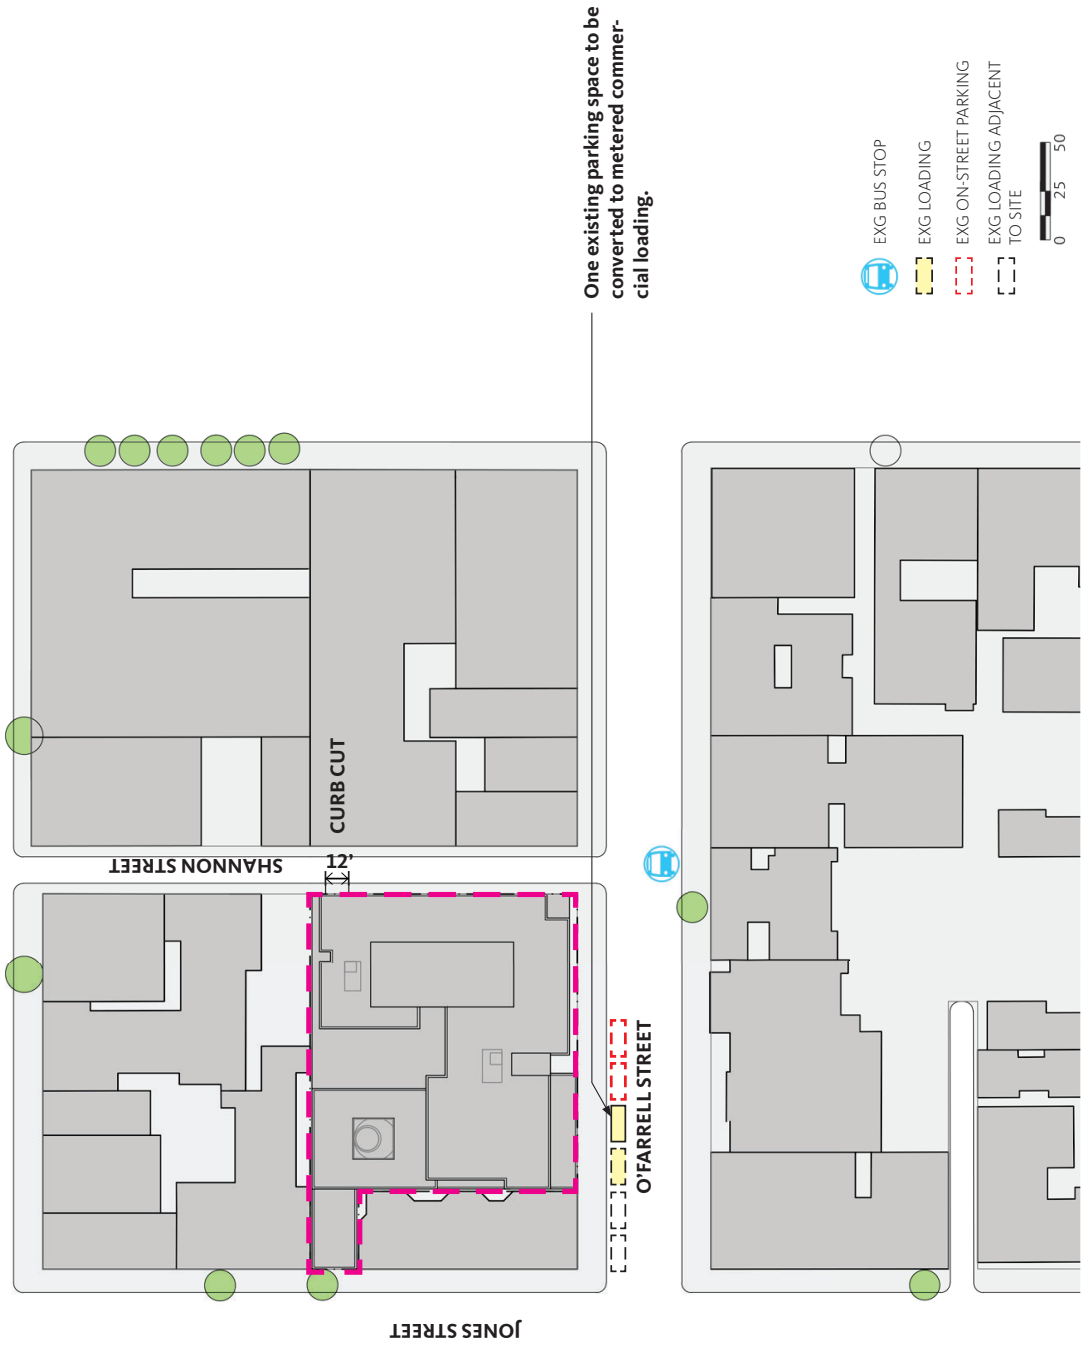 One existing parking space to be
converted to metered commer-
cial loading.
EXG BUS STOP
EXG LOADING
EXG ON-STREET PARKING
EXG LOADING ADJACENT
TO SITE
0 25 50
CURB CUT
12'
SHANNON STREET
O'FARRELL STREET
JONES STREET